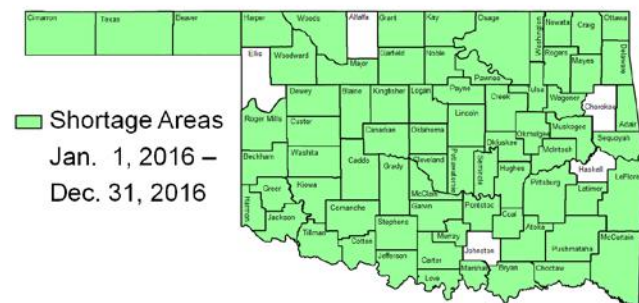 Cimarron Texas Beaver Harper Woods Alfalfa Grant Kay Osage Washington Nowata Craig Ottawa
Ellis Woodward Major Garfield Noble Pawnee Rogers Mayes Delaware
Dewey Blaine Kingfisher Logan Payne Creek Tulsa Wagoner Cherokee Adair
Roger Mills Custer Canadian Oklahoma Lincoln Okfuskee Okmulgee Muskogee Sequoyah
Shortage Areas
Jan. 1, 2016 –
Dec. 31, 2016
Beckham Washita Caddo Grady Cleveland Pottawatomie Seminole Hughes McIntosh Haskell
Greer Kiowa McClain Pittsburg Latimer LeFlore
Harmon Jackson Comanche Garvin Pontotoc Coal
Tillman Cotton Stephens Murray Johnston Atoka Pushmataha McCurtain
Jefferson Carter Love Marshall Bryan Choctaw